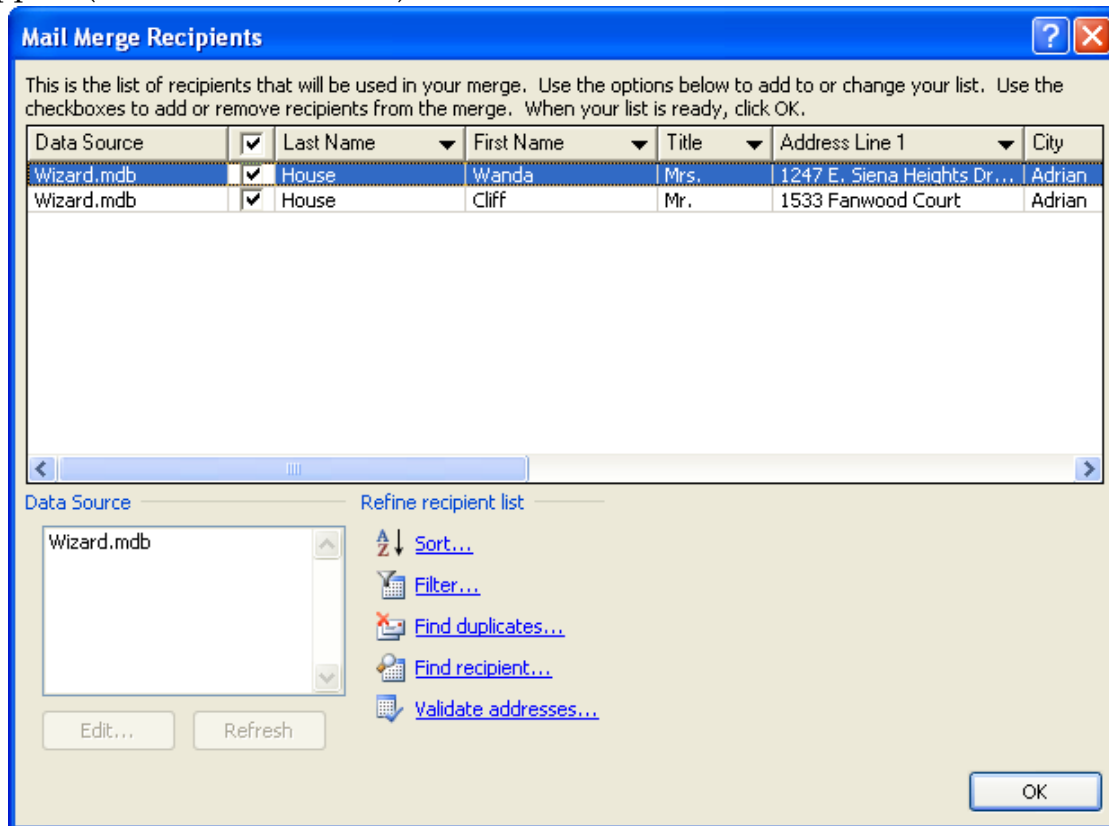 Mail Merge Recipients
This is the list of recipients that will be used in your merge. Use the options below to add to or change your list. Use the
checkboxes to add or remove recipients from the merge. When your list is ready, click OK.
Data Source Last Name First Name Title Address Line 1 City
Wizard.mdb House Wanda Mrs. 1247 E. Siena Heights Dr... Adrian
Wizard.mdb House Cliff Mr. 1533 Fanwood Court Adrian
Data Source Refine recipient list
Wizard.mdb
Sort...
Filter...
Find duplicates...
Find recipient...
Validate addresses...
Edit... Refresh
OK